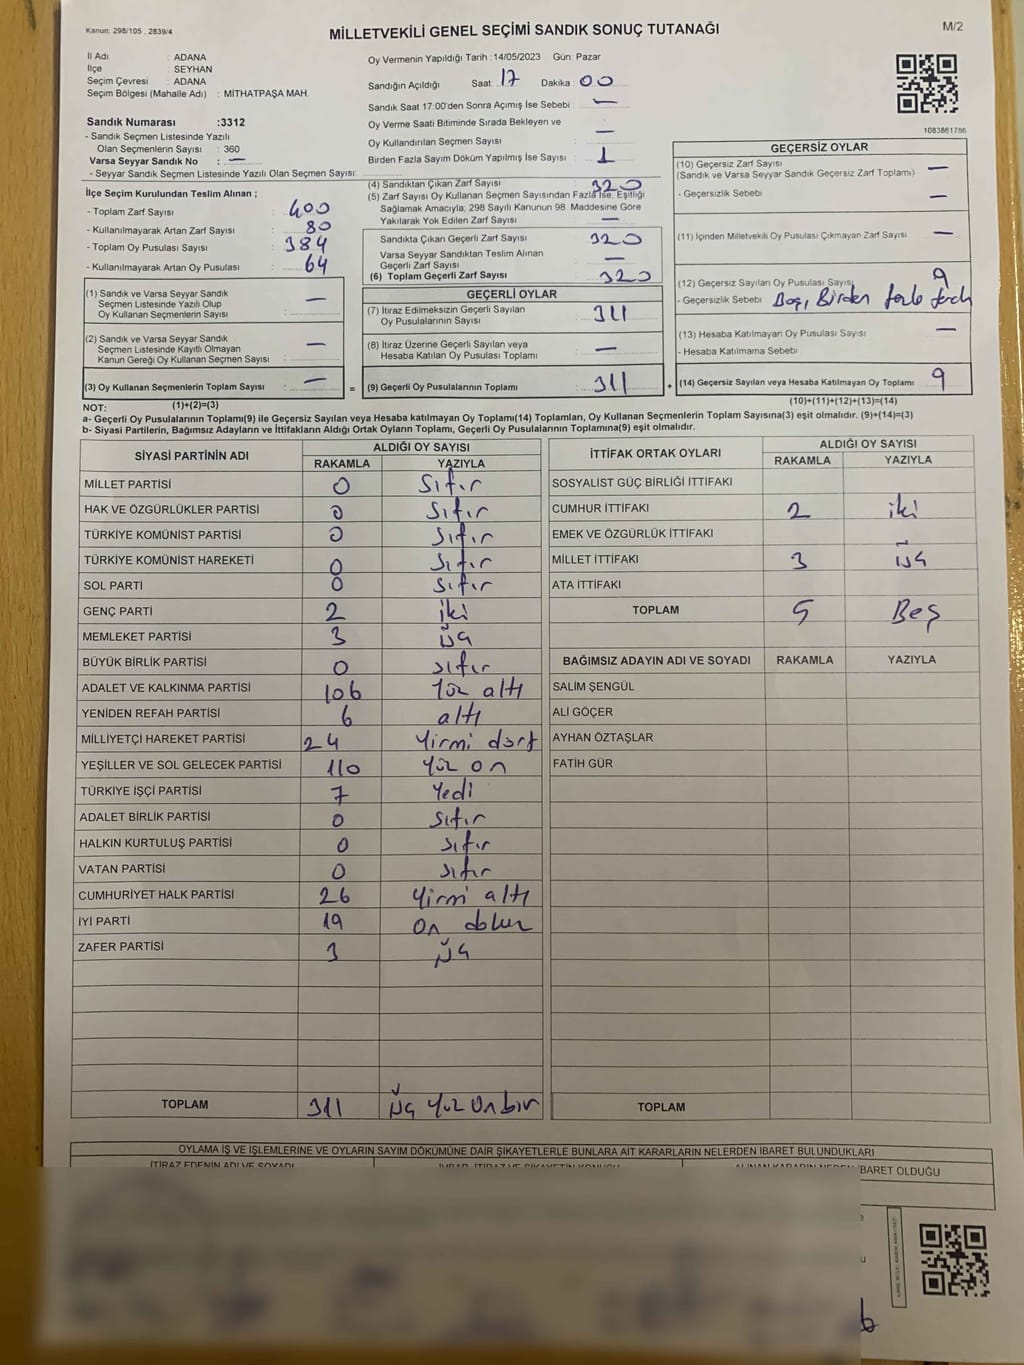 Kanun: 298/105 , 2839/4
MİLLETVEKİLİ GENEL SEÇİMİ SANDIK SONUÇ TUTANAĞI
M/2
İl Adı : ADANA
İlçe : SEYHAN
Seçim Çevresi : ADANA
Seçim Bölgesi (Mahalle Adı) : MİTHATPAŞA MAH.
Sandık Numarası :3312
- Sandık Seçmen Listesinde Yazılı
Olan Seçmenlerin Sayısı : 360
Varsa Seyyar Sandık No : —
- Seyyar Sandık Seçmen Listesinde Yazılı Olan Seçmen Sayısı:
Oy Vermenin Yapıldığı Tarih :14/05/2023 Gün: Pazar
Sandığın Açıldığı Saat 17 Dakika : 00
Sandık Saat 17:00'den Sonra Açımış İse Sebebi : —
Oy Verme Saati Bitiminde Sırada Bekleyen ve
Oy Kullandırılan Seçmen Sayısı : —
Birden Fazla Sayım Döküm Yapılmış İse Sayısı : 1
1083861786
İlçe Seçim Kurulundan Teslim Alınan ;
- Toplam Zarf Sayısı : 400
- Kullanılmayarak Artan Zarf Sayısı : 80
- Toplam Oy Pusulası Sayısı : 384
- Kullanılmayarak Artan Oy Pusulası : 64
(4) Sandıktan Çıkan Zarf Sayısı : 320
(5) Zarf Sayısı Oy Kullanan Seçmen Sayısından Fazla İse, Eşitliği
Sağlamak Amacıyla, 298 Sayılı Kanunun 98. Maddesine Göre
Yakılarak Yok Edilen Zarf Sayısı : —
Sandıkta Çıkan Geçerli Zarf Sayısı : 320
Varsa Seyyar Sandıktan Teslim Alınan
Geçerli Zarf Sayısı : —
(6) Toplam Geçerli Zarf Sayısı : 320
GEÇERSİZ OYLAR
(10) Geçersiz Zarf Sayısı
(Sandık ve Varsa Seyyar Sandık Geçersiz Zarf Toplamı) : —
- Geçersizlik Sebebi : —
(11) İçinden Milletvekili Oy Pusulası Çıkmayan Zarf Sayısı : —
(12) Geçersiz Sayılan Oy Pusulası Sayısı : 9
- Geçersizlik Sebebi : Boş, Birden fazla
(13) Hesaba Katılmayan Oy Pusulası Sayısı : —
- Hesaba Katılmama Sebebi :
(14) Geçersiz Sayılan veya Hesaba Katılmayan Oy Toplamı : 9
(10)+(11)+(12)+(13)=(14)
(1) Sandık ve Varsa Seyyar Sandık
Seçmen Listesinde Yazılı Olup
Oy Kullanan Seçmenlerin Sayısı : —
(2) Sandık ve Varsa Seyyar Sandık
Seçmen Listesinde Kayıtlı Olmayan
Kanun Gereği Oy Kullanan Seçmen Sayısı : —
(3) Oy Kullanan Seçmenlerin Toplam Sayısı : — =
(1)+(2)=(3)
GEÇERLİ OYLAR
(7) İtiraz Edilmeksizin Geçerli Sayılan
Oy Pusulalarının Sayısı : 311
(8) İtiraz Üzerine Geçerli Sayılan veya
Hesaba Katılan Oy Pusulası Toplamı : —
(9) Geçerli Oy Pusulalarının Toplamı : 311 +
NOT:
a- Geçerli Oy Pusulaları Toplamı(9) ile Geçersiz Sayılan veya Hesaba katılmayan Oy Toplamı(14) Toplamları, Oy Kullanan Seçmenlerin Toplam Sayısına(3) eşit olmalıdır. (9)+(14)=(3)
b- Siyasi Partilerin, Bağımsız Adayların ve İttifakların Aldığı Ortak Oyların Toplamı, Geçerli Oy Pusulalarının Toplamına(9) eşit olmalıdır.
SİYASİ PARTİNİN ADI
ALDIĞI OY SAYISI
RAKAMLA YAZIYLA
MİLLET PARTİSİ 0 Sıfır
HAK VE ÖZGÜRLÜKLER PARTİSİ 0 Sıfır
TÜRKİYE KOMÜNİST PARTİSİ 0 Sıfır
TÜRKİYE KOMÜNİST HAREKETİ 0 Sıfır
SOL PARTİ 0 Sıfır
GENÇ PARTİ 2 iki
MEMLEKET PARTİSİ 3 üç
BÜYÜK BİRLİK PARTİSİ 0 sıfır
ADALET VE KALKINMA PARTİSİ 106 Yüz altı
YENİDEN REFAH PARTİSİ 6 altı
MİLLİYETÇİ HAREKET PARTİSİ 24 Yirmi dört
YEŞİLLER VE SOL GELECEK PARTİSİ 110 Yüz on
TÜRKİYE İŞÇİ PARTİSİ 7 Yedi
ADALET BİRLİK PARTİSİ 0 Sıfır
HALKIN KURTULUŞ PARTİSİ 0 sıfır
VATAN PARTİSİ 0 sıfır
CUMHURİYET HALK PARTİSİ 26 Yirmi altı
İYİ PARTİ 19 On dokuz
ZAFER PARTİSİ 3 üç
TOPLAM 311 üç yüz on bir
İTTİFAK ORTAK OYLARI
ALDIĞI OY SAYISI
RAKAMLA YAZIYLA
SOSYALİST GÜÇ BİRLİĞİ İTTİFAKI
CUMHUR İTTİFAKI 2 iki
EMEK VE ÖZGÜRLÜK İTTİFAKI
MİLLET İTTİFAKI 3 üç
ATA İTTİFAKI
TOPLAM 5 Beş
BAĞIMSIZ ADAYIN ADI VE SOYADI RAKAMLA YAZIYLA
SALİM ŞENGÜL
ALİ GÖÇER
AYHAN ÖZTAŞLAR
FATİH GÜR
TOPLAM
OYLAMA İŞ VE İŞLEMLERİNE VE OYLARIN SAYIM DÖKÜMÜNE DAİR ŞİKAYETLERLE BUNLARA AİT KARARLARIN NELERDEN İBARET BULUNDUKLARI
İTİRAZ EDENİN ADI VE SOYADI
İBARET OLDUĞU